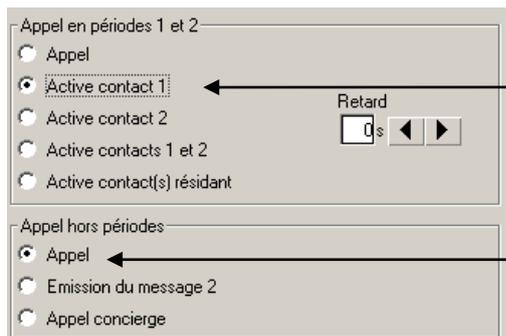 Appel en périodes 1 et 2
Appel
Active contact 1
Active contact 2
Active contacts 1 et 2
Active contact(s) résidant
Retard
0 s
Appel hors périodes
Appel
Emission du message 2
Appel concierge